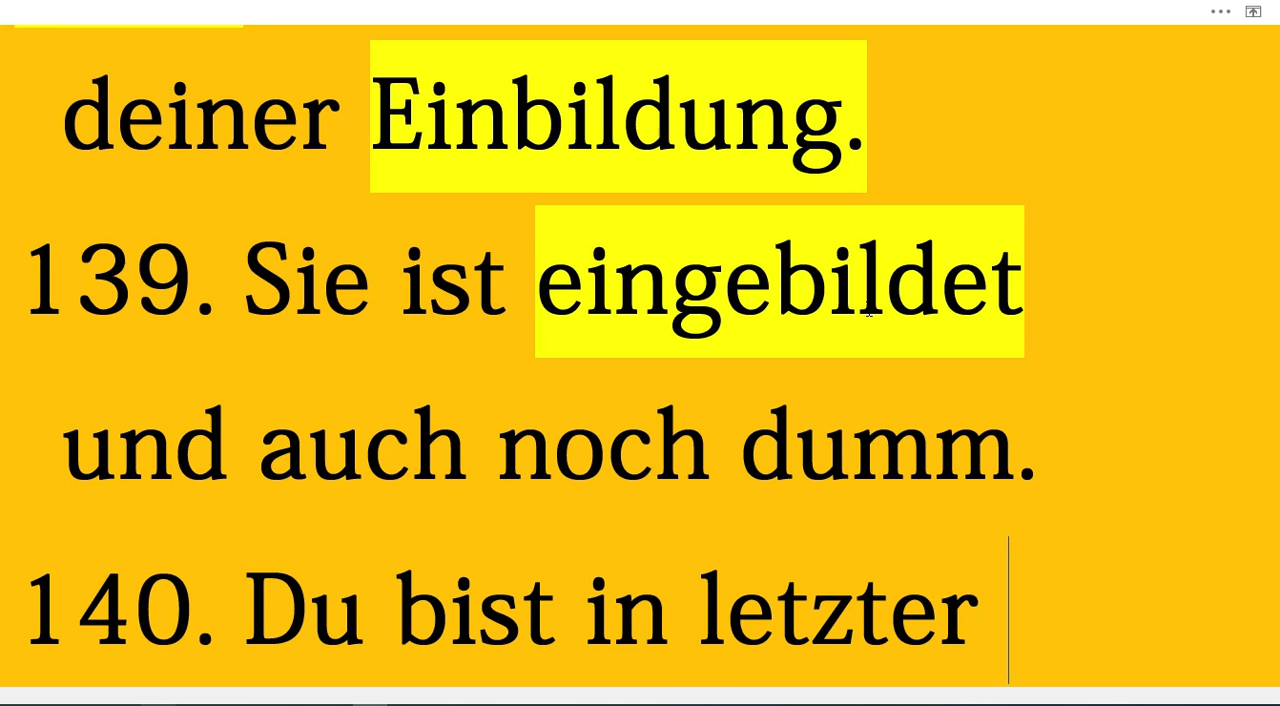 deiner Einbildung.
139. Sie ist eingebildet
und auch noch dumm.
140. Du bist in letzter